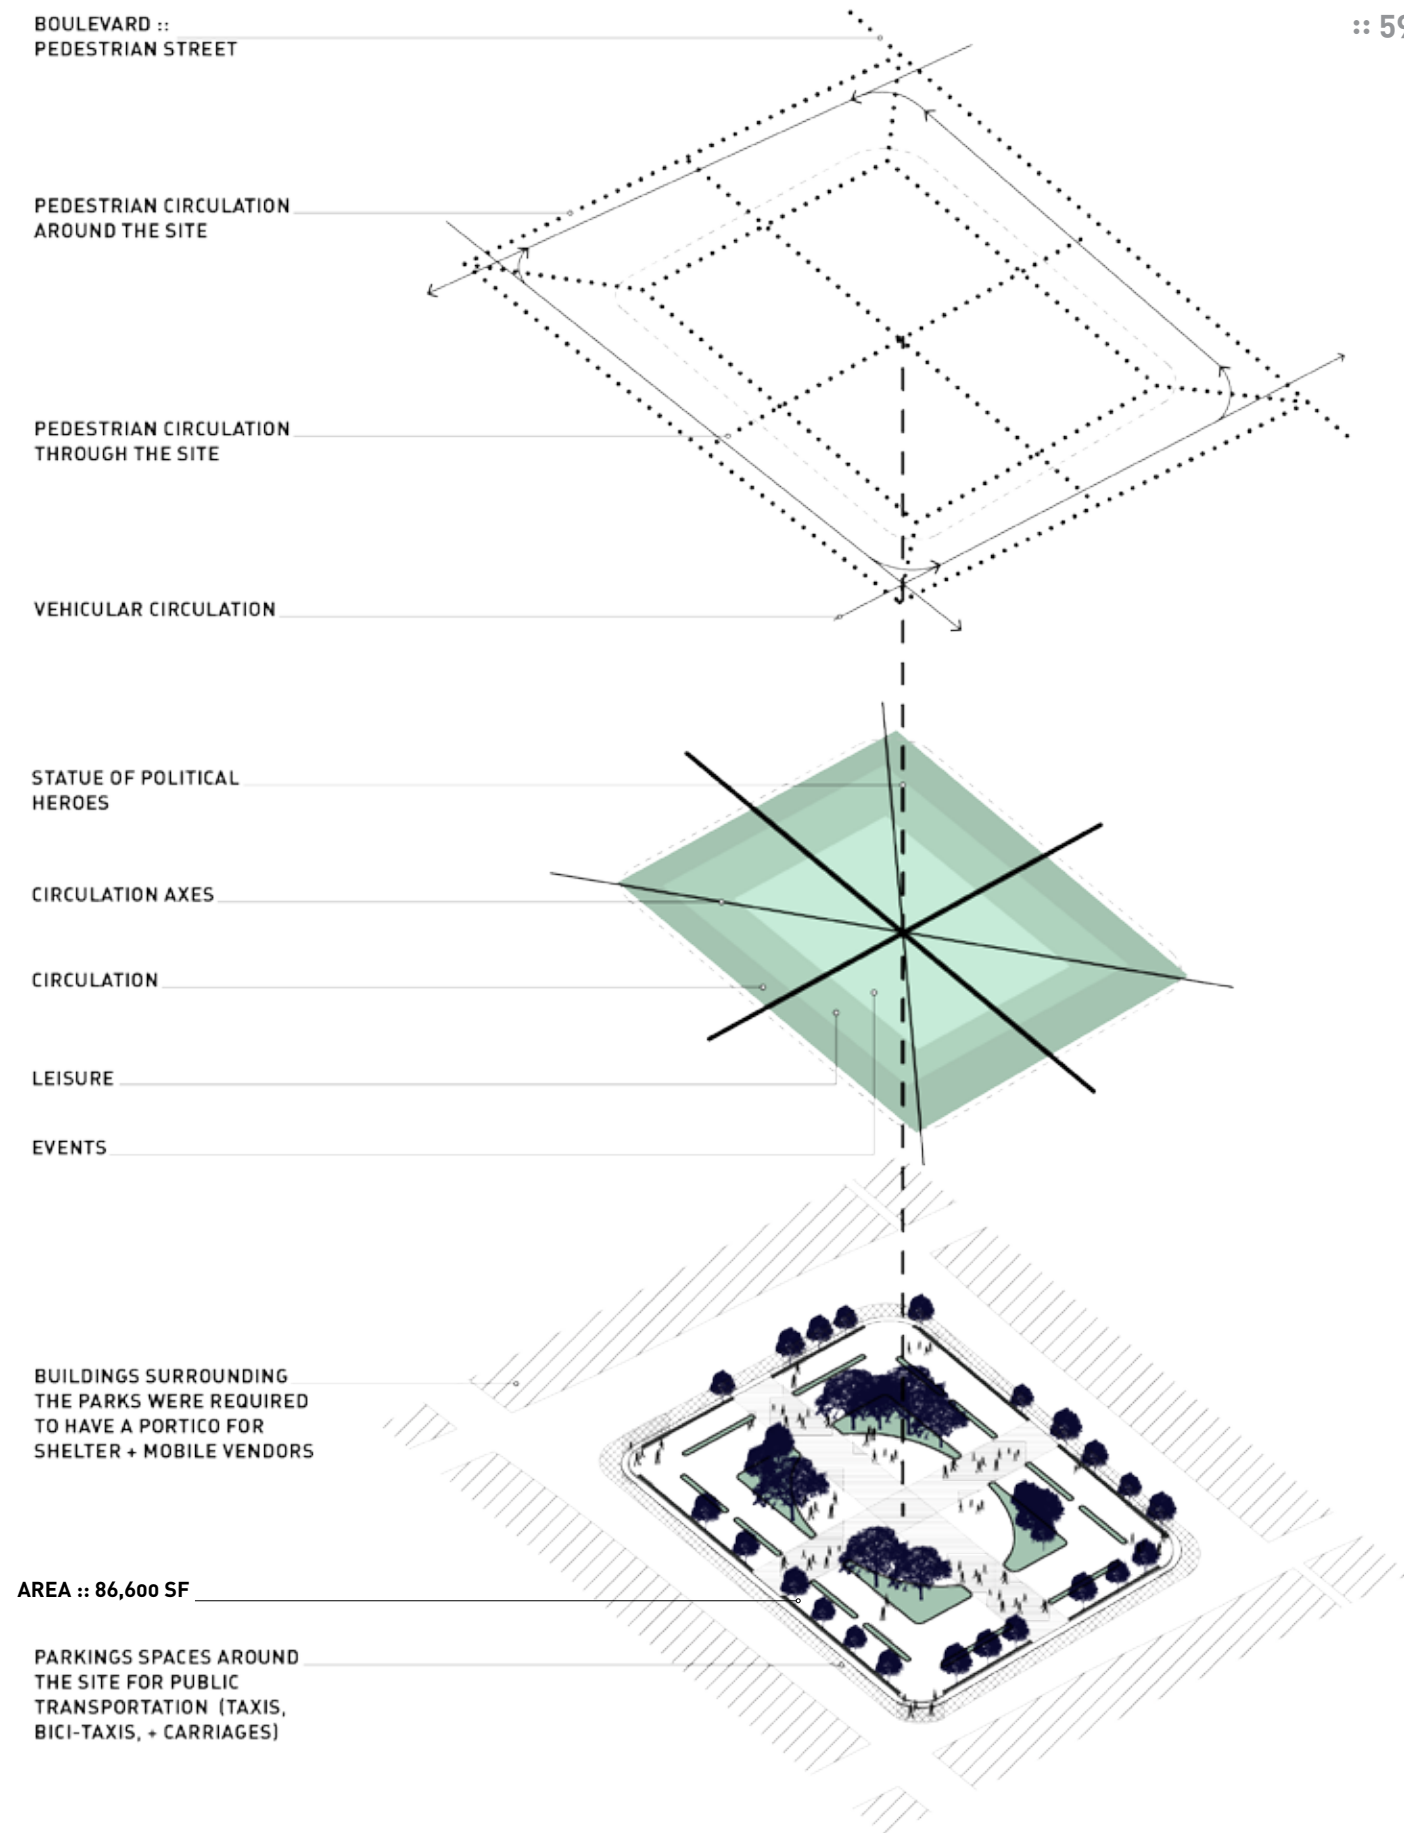 :: 59
BOULEVARD ::
PEDESTRIAN STREET
PEDESTRIAN CIRCULATION
AROUND THE SITE
PEDESTRIAN CIRCULATION
THROUGH THE SITE
VEHICULAR CIRCULATION
STATUE OF POLITICAL
HEROES
CIRCULATION AXES
CIRCULATION
LEISURE
EVENTS
BUILDINGS SURROUNDING
THE PARKS WERE REQUIRED
TO HAVE A PORTICO FOR
SHELTER + MOBILE VENDORS
AREA :: 86,600 SF
PARKINGS SPACES AROUND
THE SITE FOR PUBLIC
TRANSPORTATION (TAXIS,
BICI-TAXIS, + CARRIAGES)